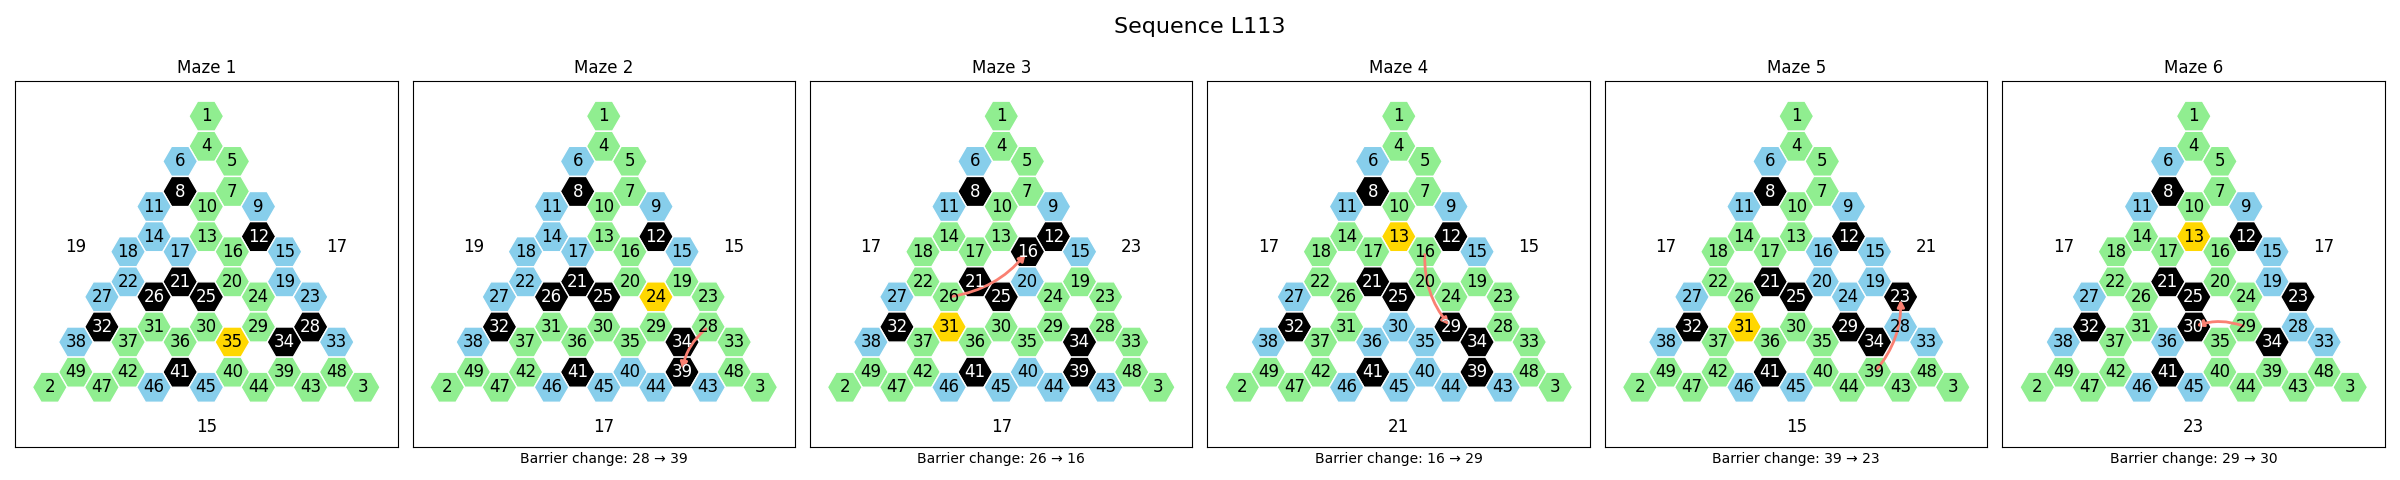 Sequence L113
Maze 1
1
4
6 5
8 7
11 10 9
14 13 12
19 18 17 16 15 17
22 21 20 19
27 26 25 24 23
32 31 30 29 28
38 37 36 35 34 33
49 42 41 40 39 48
2 47 46 45 44 43 3
15
Maze 2
1
4
6 5
8 7
11 10 9
14 13 12
19 18 17 16 15 15
22 21 20 19
27 26 25 24 23
32 31 30 29 28
38 37 36 35 34 33
49 42 41 40 39 48
2 47 46 45 44 43 3
17
Barrier change: 28 → 39
Maze 3
1
4
6 5
8 7
11 10 9
14 13 12
17 18 17 16 15 23
22 21 20 19
27 26 25 24 23
32 31 30 29 28
38 37 36 35 34 33
49 42 41 40 39 48
2 47 46 45 44 43 3
17
Barrier change: 26 → 16
Maze 4
1
4
6 5
8 7
11 10 9
14 13 12
17 18 17 16 15 15
22 21 20 19
27 26 25 24 23
32 31 30 29 28
38 37 36 35 34 33
49 42 41 40 39 48
2 47 46 45 44 43 3
21
Barrier change: 16 → 29
Maze 5
1
4
6 5
8 7
11 10 9
14 13 12
17 18 17 16 15 21
22 21 20 19
27 26 25 24 23
32 31 30 29 28
38 37 36 35 34 33
49 42 41 40 39 48
2 47 46 45 44 43 3
15
Barrier change: 39 → 23
Maze 6
1
4
6 5
8 7
11 10 9
14 13 12
17 18 17 16 15 17
22 21 20 19
27 26 25 24 23
32 31 30 29 28
38 37 36 35 34 33
49 42 41 40 39 48
2 47 46 45 44 43 3
23
Barrier change: 29 → 30